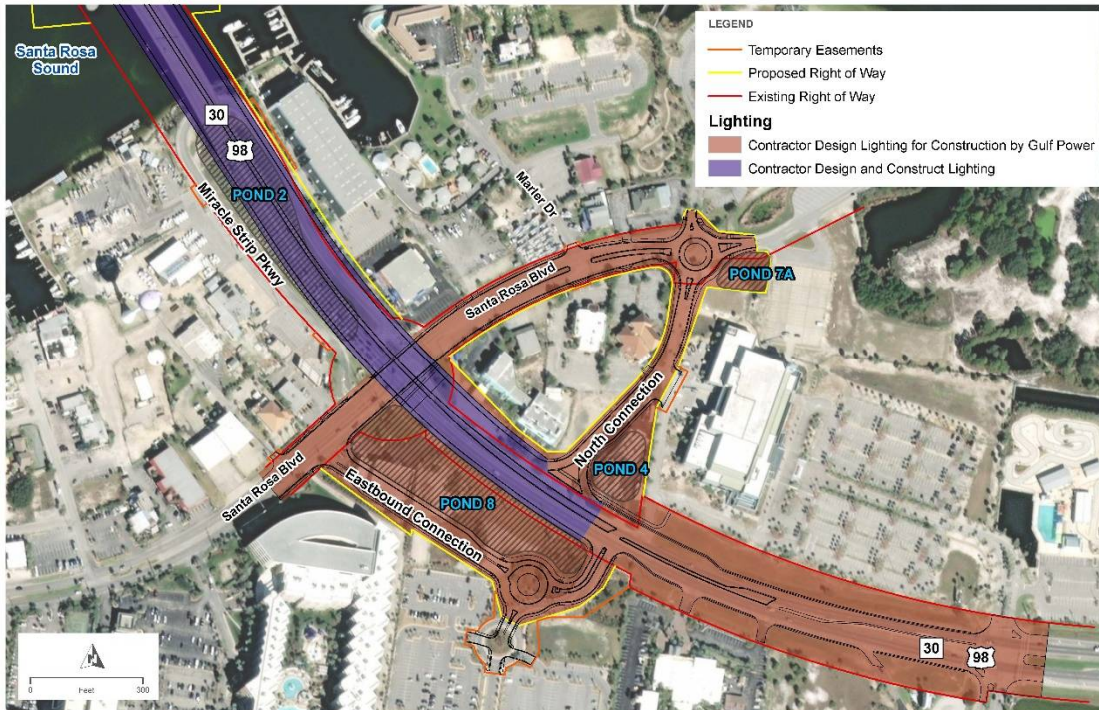 LEGEND
Temporary Easements
Proposed Right of Way
Existing Right of Way
Lighting
Contractor Design Lighting for Construction by Gulf Power
Contractor Design and Construct Lighting
Santa Rosa
Sound
30
98
POND 2
Miracle Strip Pkwy
Marler Dr
Santa Rosa Blvd
POND 7A
North Connection
POND 4
Santa Rosa Blvd
POND 8
Eastbound Connection
30
98
N
0 Feet 300